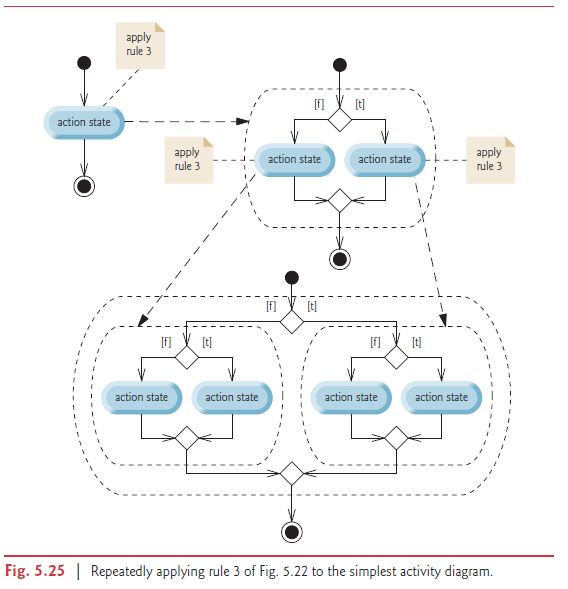 apply
rule 3
action state
[f] [t]
apply
rule 3
action state action state
apply
rule 3
[f] [t]
[f] [t] [f] [t]
action state action state action state action state
Fig. 5.25 | Repeatedly applying rule 3 of Fig. 5.22 to the simplest activity diagram.